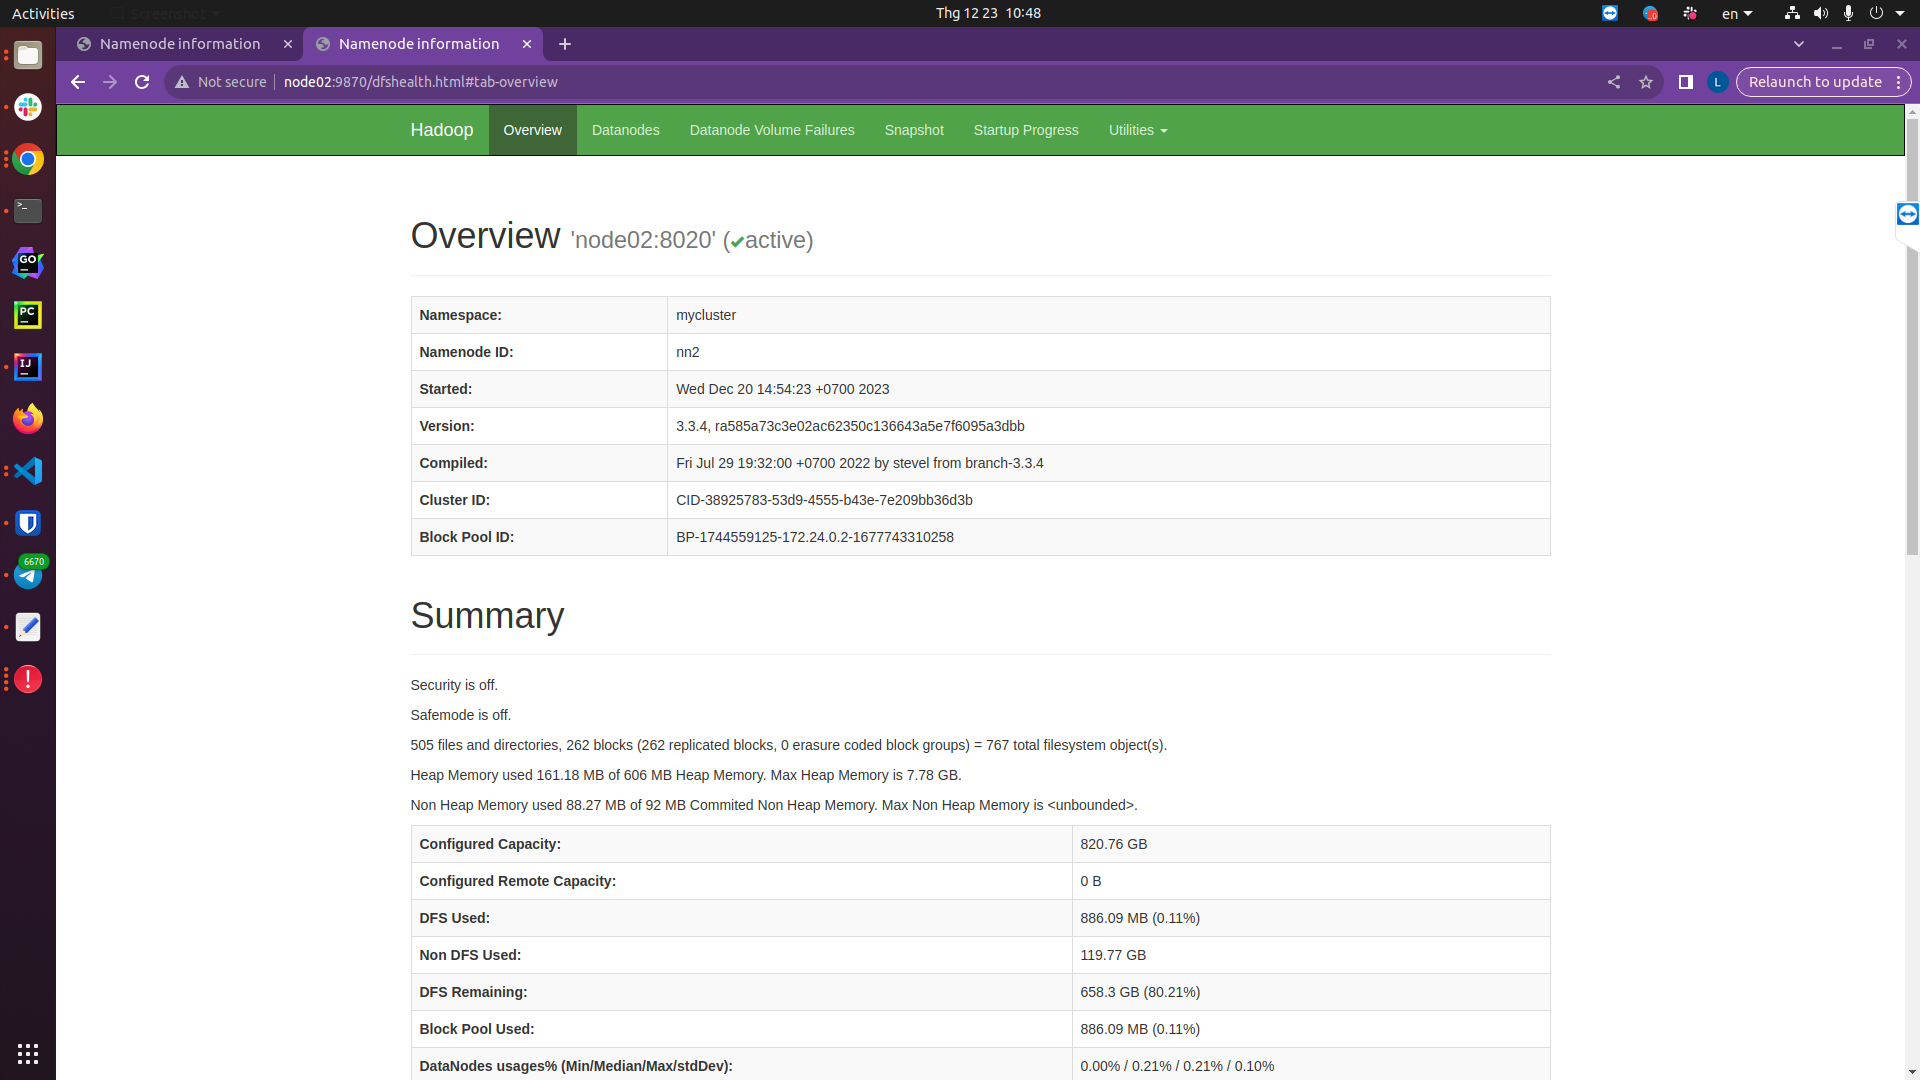 Activities
Screenshot
Thg 12 23 10:48
en
Namenode information
Namenode information
Not secure
node02:9870/dfshealth.html#tab-overview
L
Relaunch to update
Hadoop
Overview
Datanodes
Datanode Volume Failures
Snapshot
Startup Progress
Utilities
GO
PC
IJ
6670
Overview 'node02:8020' (✔active)
Namespace: mycluster
Namenode ID: nn2
Started: Wed Dec 20 14:54:23 +0700 2023
Version: 3.3.4, ra585a73c3e02ac62350c136643a5e7f6095a3dbb
Compiled: Fri Jul 29 19:32:00 +0700 2022 by stevel from branch-3.3.4
Cluster ID: CID-38925783-53d9-4555-b43e-7e209bb36d3b
Block Pool ID: BP-1744559125-172.24.0.2-1677743310258
Summary
Security is off.
Safemode is off.
505 files and directories, 262 blocks (262 replicated blocks, 0 erasure coded block groups) = 767 total filesystem object(s).
Heap Memory used 161.18 MB of 606 MB Heap Memory. Max Heap Memory is 7.78 GB.
Non Heap Memory used 88.27 MB of 92 MB Commited Non Heap Memory. Max Non Heap Memory is <unbounded>.
Configured Capacity: 820.76 GB
Configured Remote Capacity: 0 B
DFS Used: 886.09 MB (0.11%)
Non DFS Used: 119.77 GB
DFS Remaining: 658.3 GB (80.21%)
Block Pool Used: 886.09 MB (0.11%)
DataNodes usages% (Min/Median/Max/stdDev): 0.00% / 0.21% / 0.21% / 0.10%